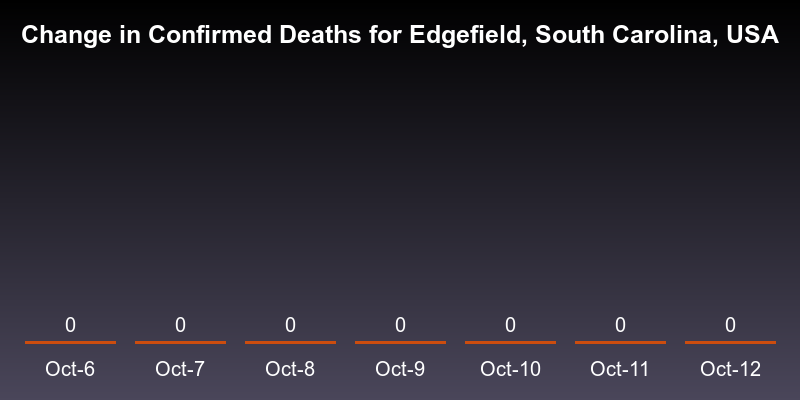 Change in Confirmed Deaths for Edgefield, South Carolina, USA
0 0 0 0 0 0 0
Oct-6 Oct-7 Oct-8 Oct-9 Oct-10 Oct-11 Oct-12